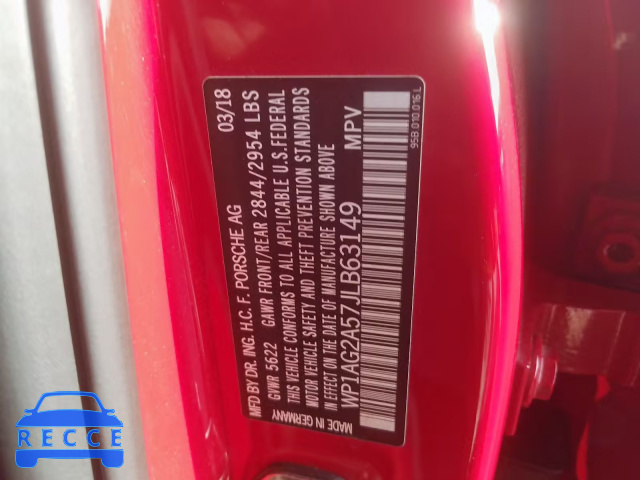 MFD BY DR. ING. H.C. F. PORSCHE AG 03/18
GVWR 5622 GAWR FRONT/REAR 2844/2954 LBS
THIS VEHICLE CONFORMS TO ALL APPLICABLE U.S.FEDERAL
MOTOR VEHICLE SAFETY AND THEFT PREVENTION STANDARDS
IN EFFECT ON THE DATE OF MANUFACTURE SHOWN ABOVE
WP1AG2A57JLB63149 MPV
MADE IN GERMANY
95B.010.016.L
RECCE